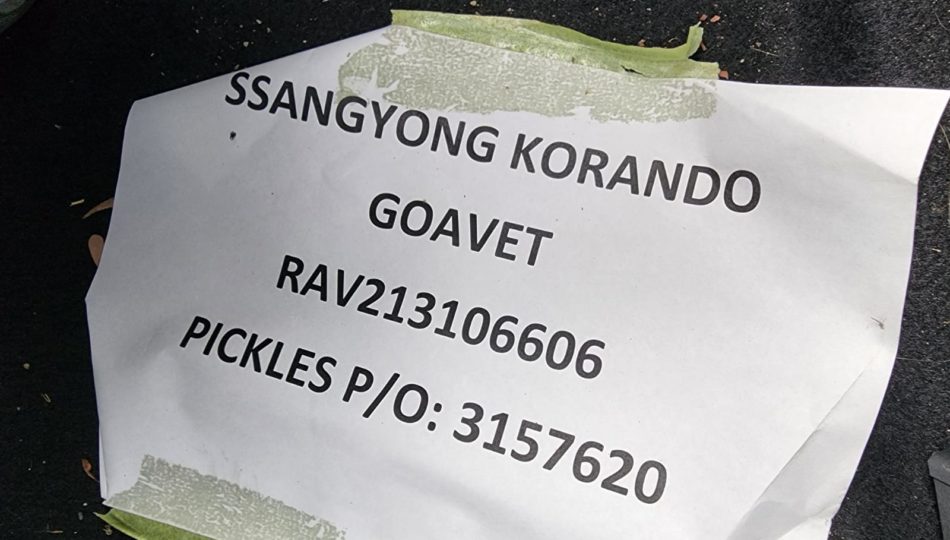 SSANGYONG KORANDO
GOAVET
RAV213106606
PICKLES P/O: 3157620